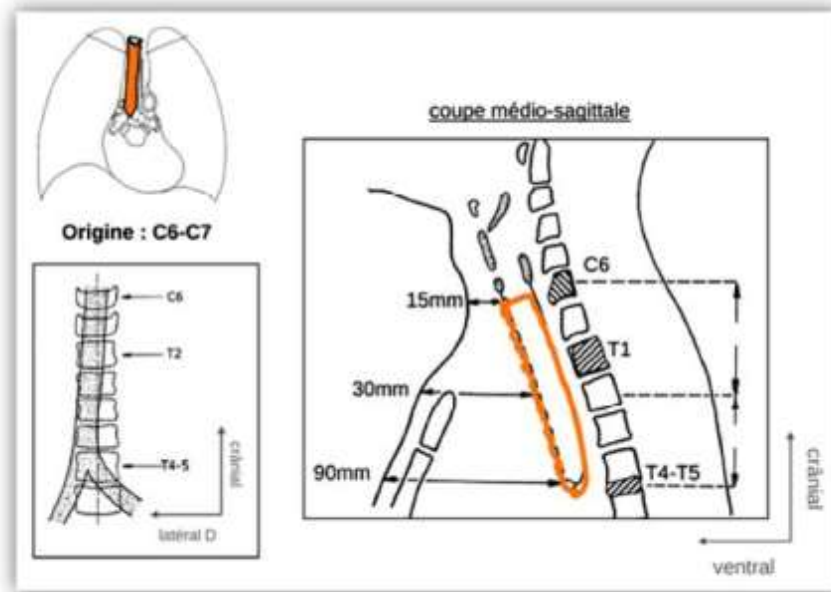 Origine : C6-C7
C6
T2
T4-5
crânial
latéral D
coupe médio-sagittale
C6
15mm
T1
30mm
90mm
T4-T5
crânial
ventral